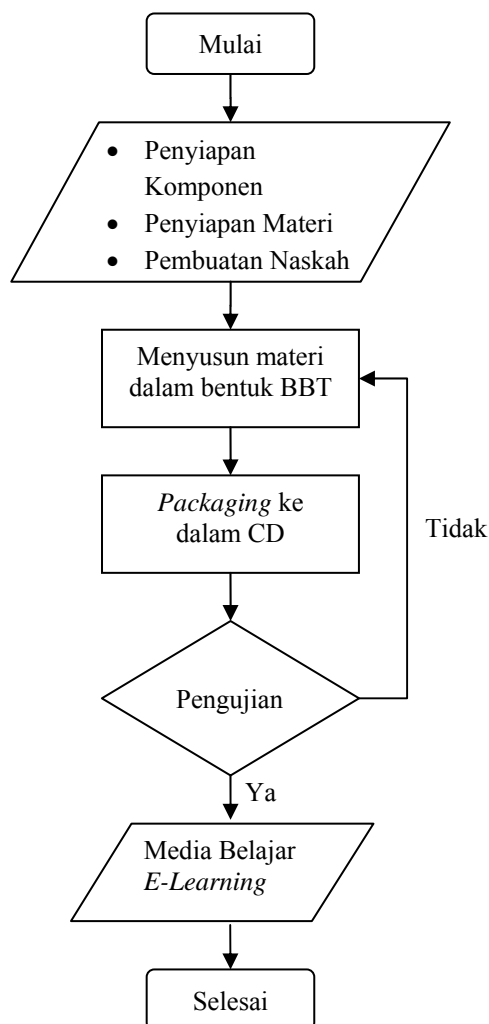 Mulai
• Penyiapan
Komponen
• Penyiapan Materi
• Pembuatan Naskah
Menyusun materi
dalam bentuk BBT
Packaging ke
dalam CD
Tidak
Pengujian
Ya
Media Belajar
E-Learning
Selesai